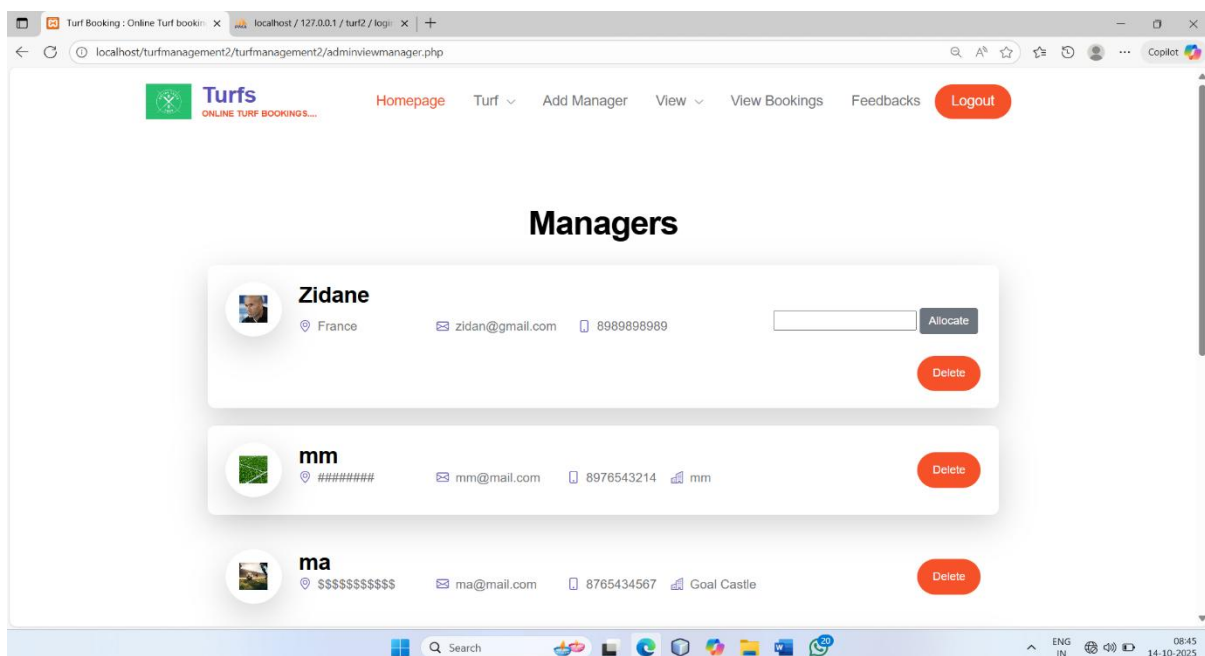 Turf Booking : Online Turf bookin
localhost / 127.0.0.1 / turf2 / login
localhost/turfmanagement2/turfmanagement2/adminviewmanager.php
Copilot
Turfs
ONLINE TURF BOOKINGS....
Homepage Turf Add Manager View View Bookings Feedbacks Logout
Managers
Zidane
France zidan@gmail.com 8989898989 Allocate
Delete
mm
######## mm@mail.com 8976543214 mm Delete
ma
$$$$$$$$$$$ ma@mail.com 8765434567 Goal Castle Delete
Search 20 ENG 08:45
IN 14-10-2025